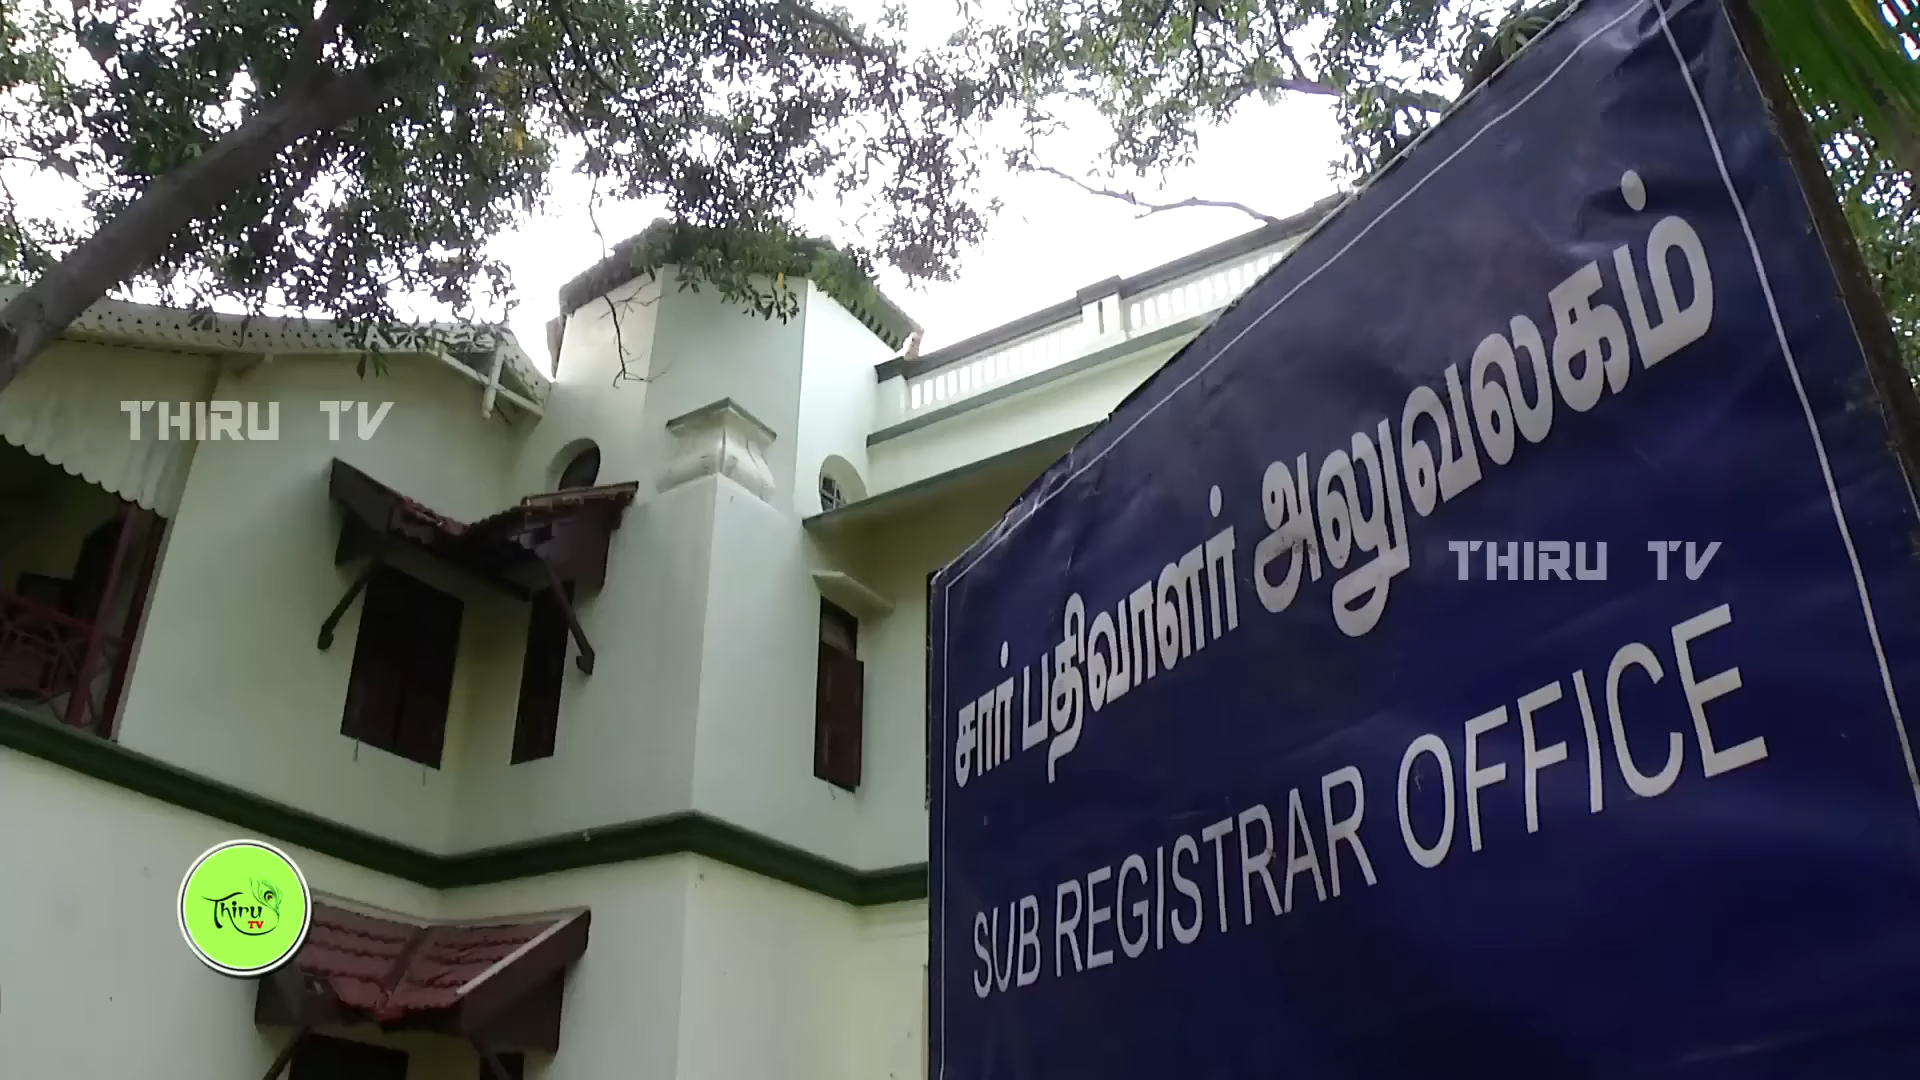 THIRU TV
சார் பதிவாளர் அலுவலகம்
THIRU TV
SUB REGISTRAR OFFICE
Thiru
TV